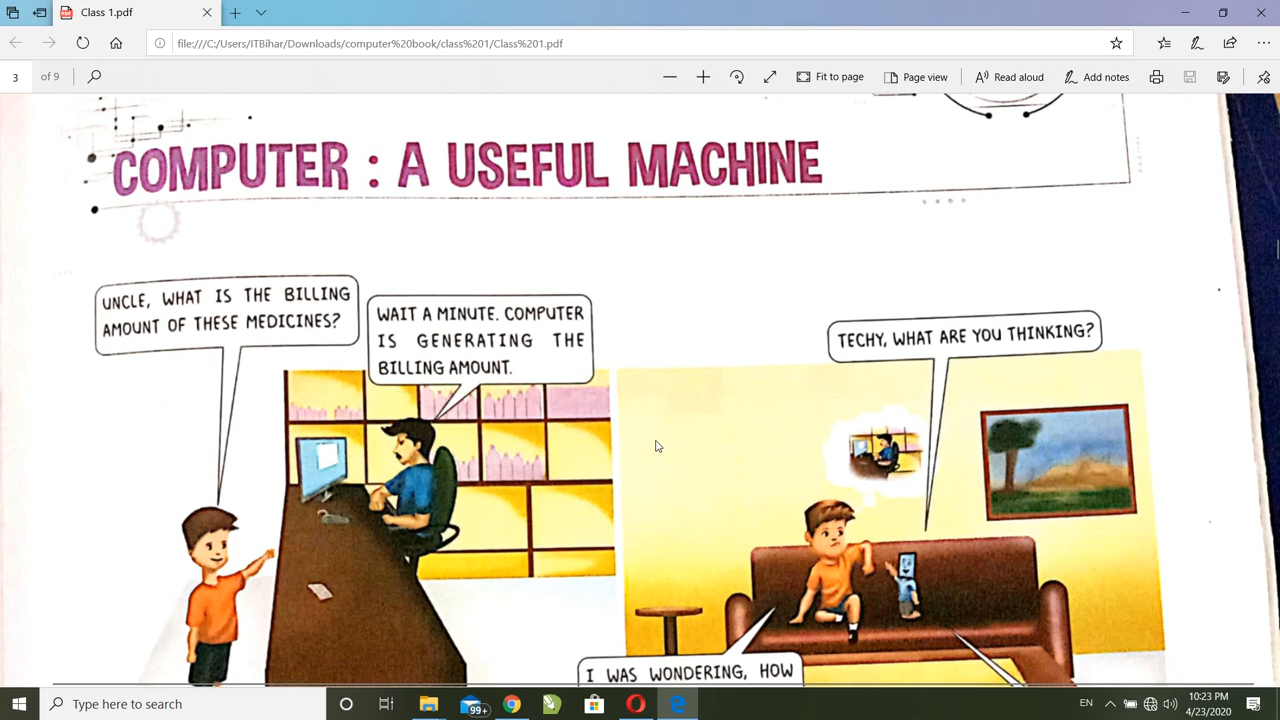 Class 1.pdf
file:///C:/Users/ITBihar/Downloads/computer%20book/class%201/Class%201.pdf
3 of 9
Fit to page
Page view
Read aloud
Add notes
COMPUTER : A USEFUL MACHINE
UNCLE, WHAT IS THE BILLING
AMOUNT OF THESE MEDICINES?
WAIT A MINUTE. COMPUTER
IS GENERATING THE
BILLING AMOUNT.
TECHY, WHAT ARE YOU THINKING?
I WAS WONDERING, HOW
Type here to search
99+
EN
10:23 PM
4/23/2020